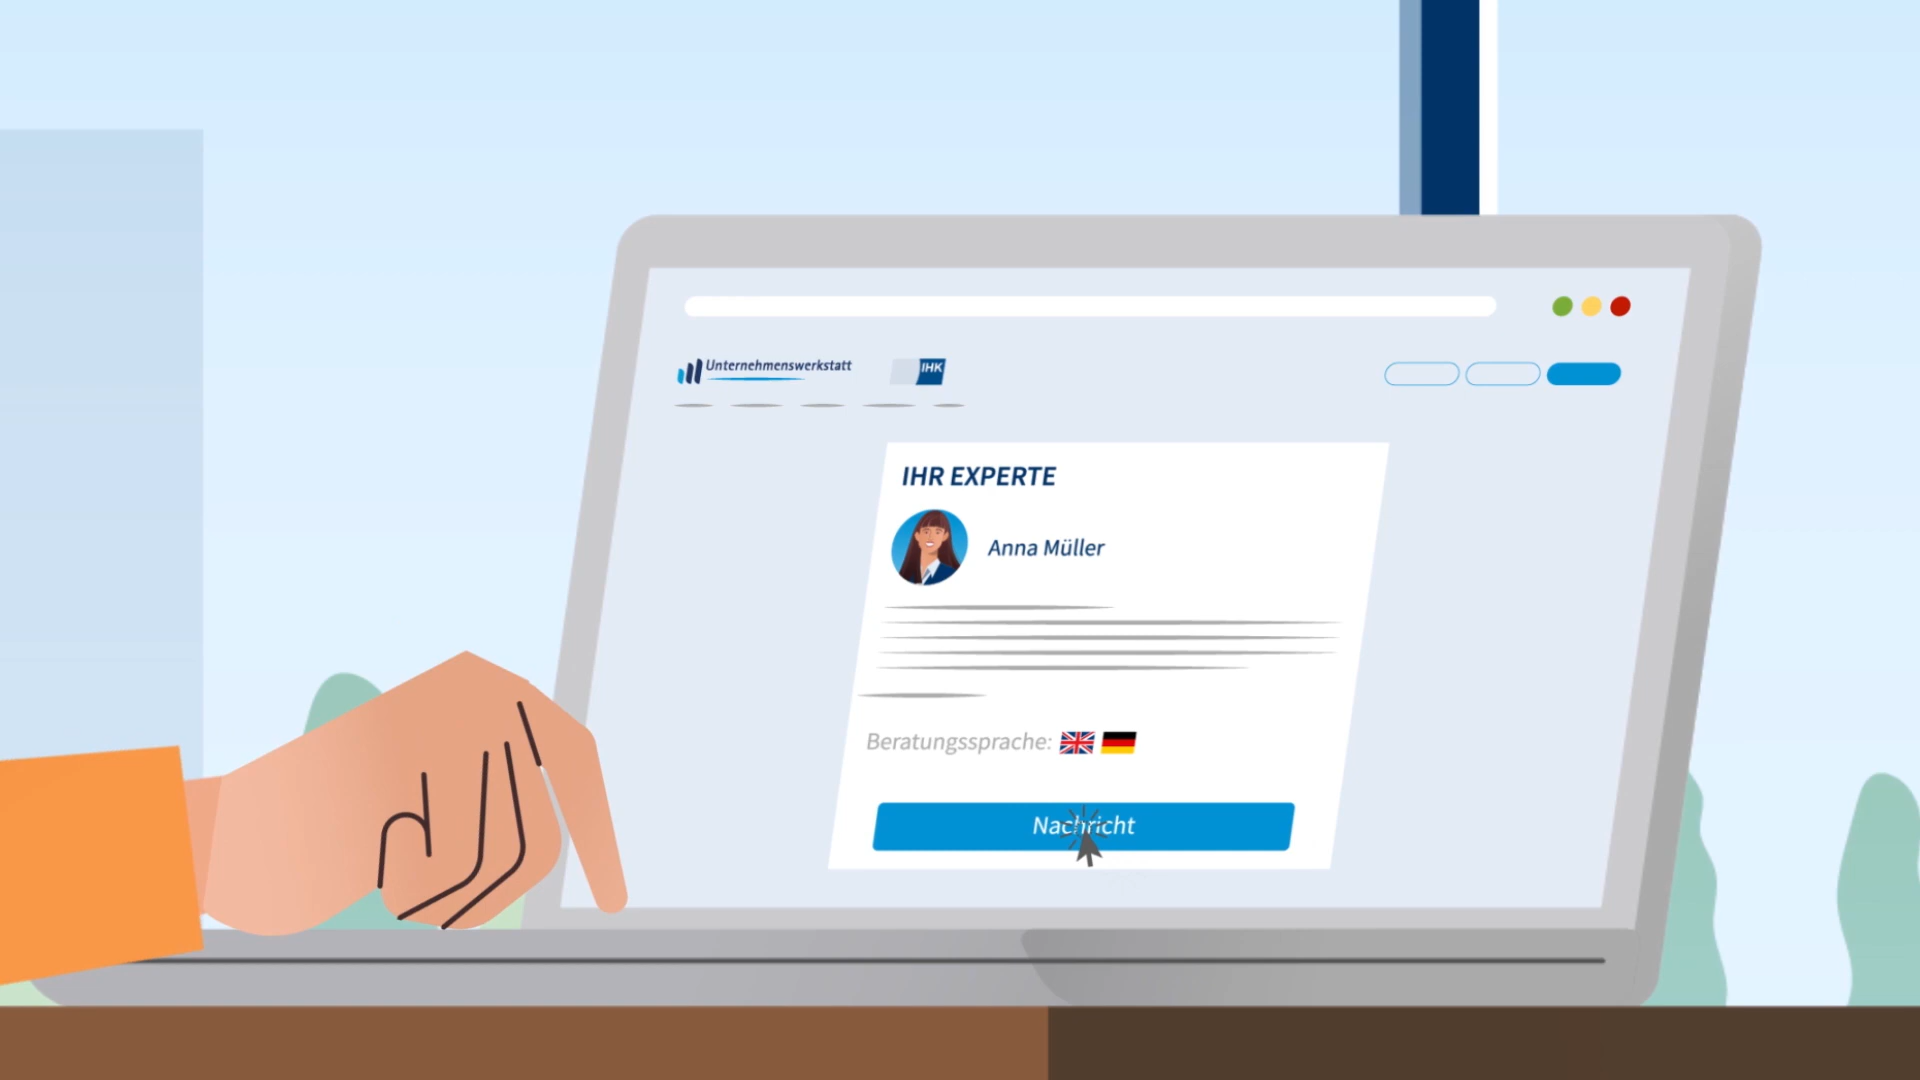 Unternehmenswerkstatt
IHK
IHR EXPERTE
Anna Müller
Beratungssprache:
Nachricht